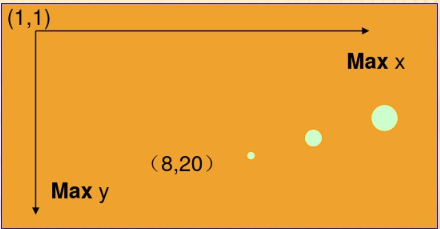 (1,1)
Max x
（8,20）
Max y